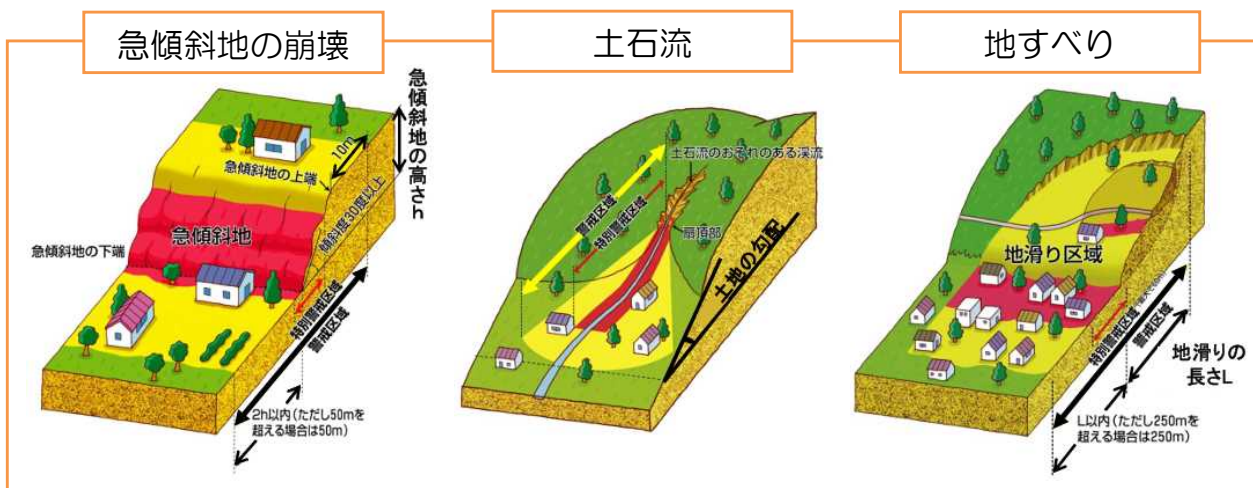 急傾斜地の崩壊
土石流
地すべり
急傾斜地の高さh
10m
急傾斜地の上端
傾斜度30度以上
急傾斜地
急傾斜地の下端
特別警戒区域
警戒区域
2h以内(ただし50mを
超える場合は50m)
土石流のおそれのある渓流
警戒区域
特別警戒区域
扇頂部
土地の勾配
地滑り区域
特別警戒区域
警戒区域
地滑りの
長さL
L以内(ただし250mを
超える場合は250m)